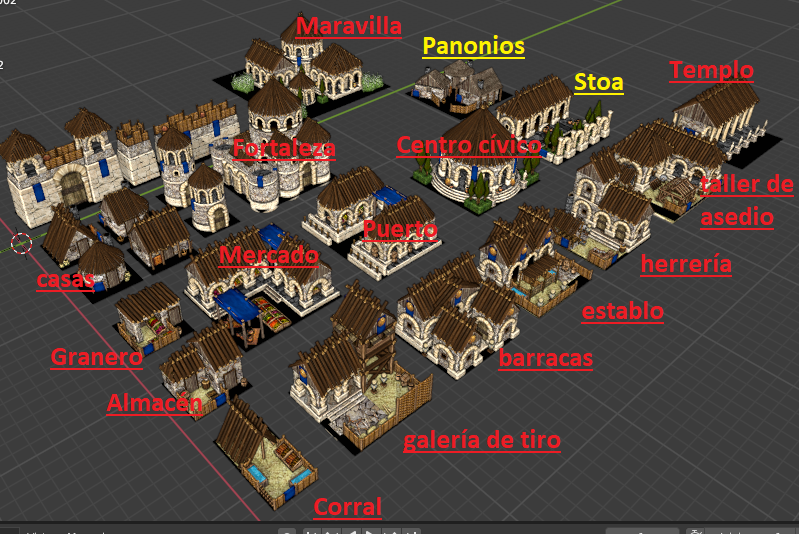 Maravilla
Panonios
Stoa
Templo
Fortaleza
Centro cívico
taller de
asedio
Puerto
Mercado
herrería
casas
establo
Granero
barracas
Almacén
galería de tiro
Corral